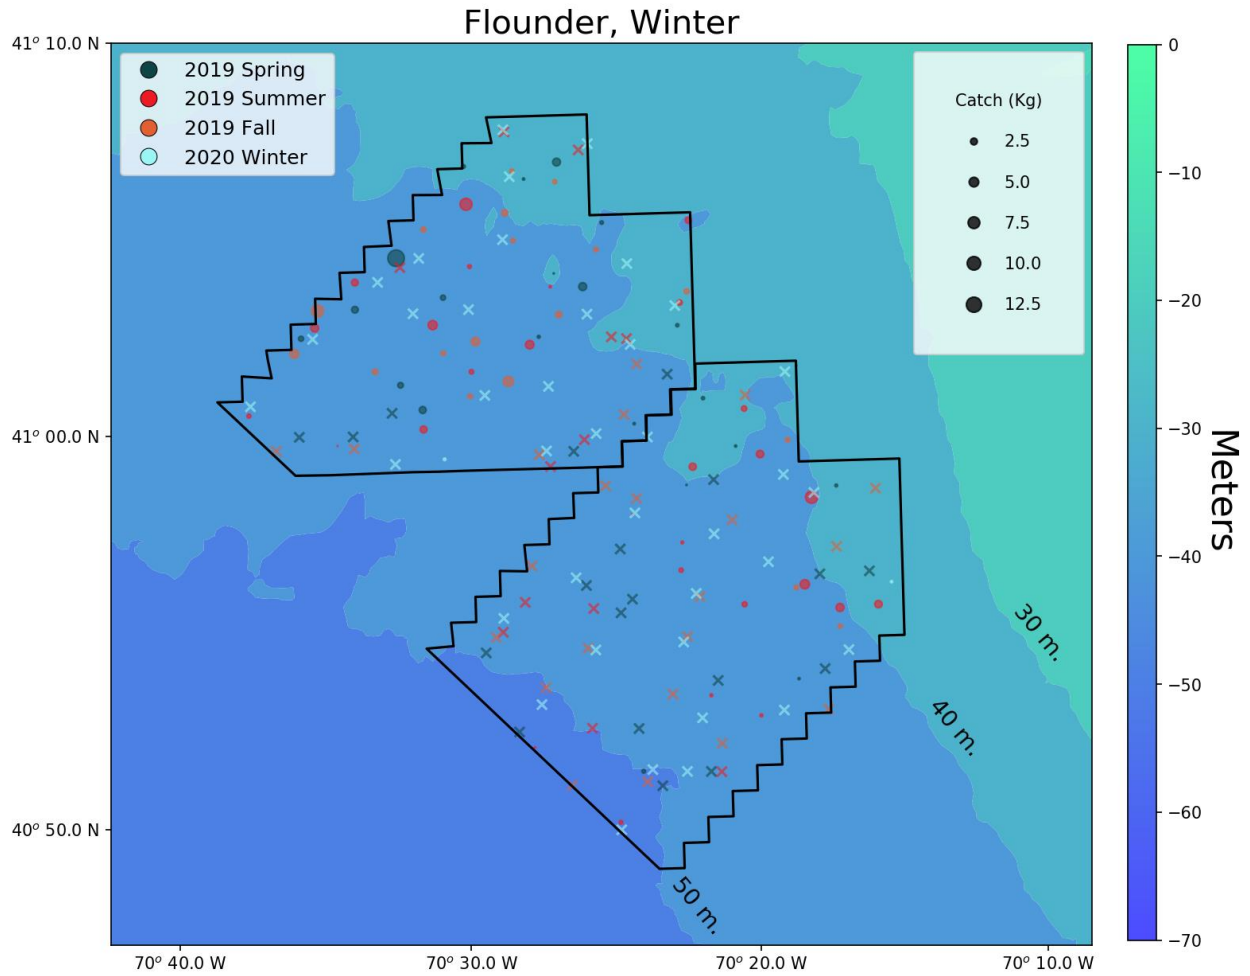 Flounder, Winter
41° 10.0 N
41° 00.0 N
40° 50.0 N
2019 Spring
2019 Summer
2019 Fall
2020 Winter
Catch (Kg)
2.5
5.0
7.5
10.0
12.5
30 m.
40 m.
50 m.
70° 40.0 W
70° 30.0 W
70° 20.0 W
70° 10.0 W
0
−10
−20
−30
−40
−50
−60
−70
Meters